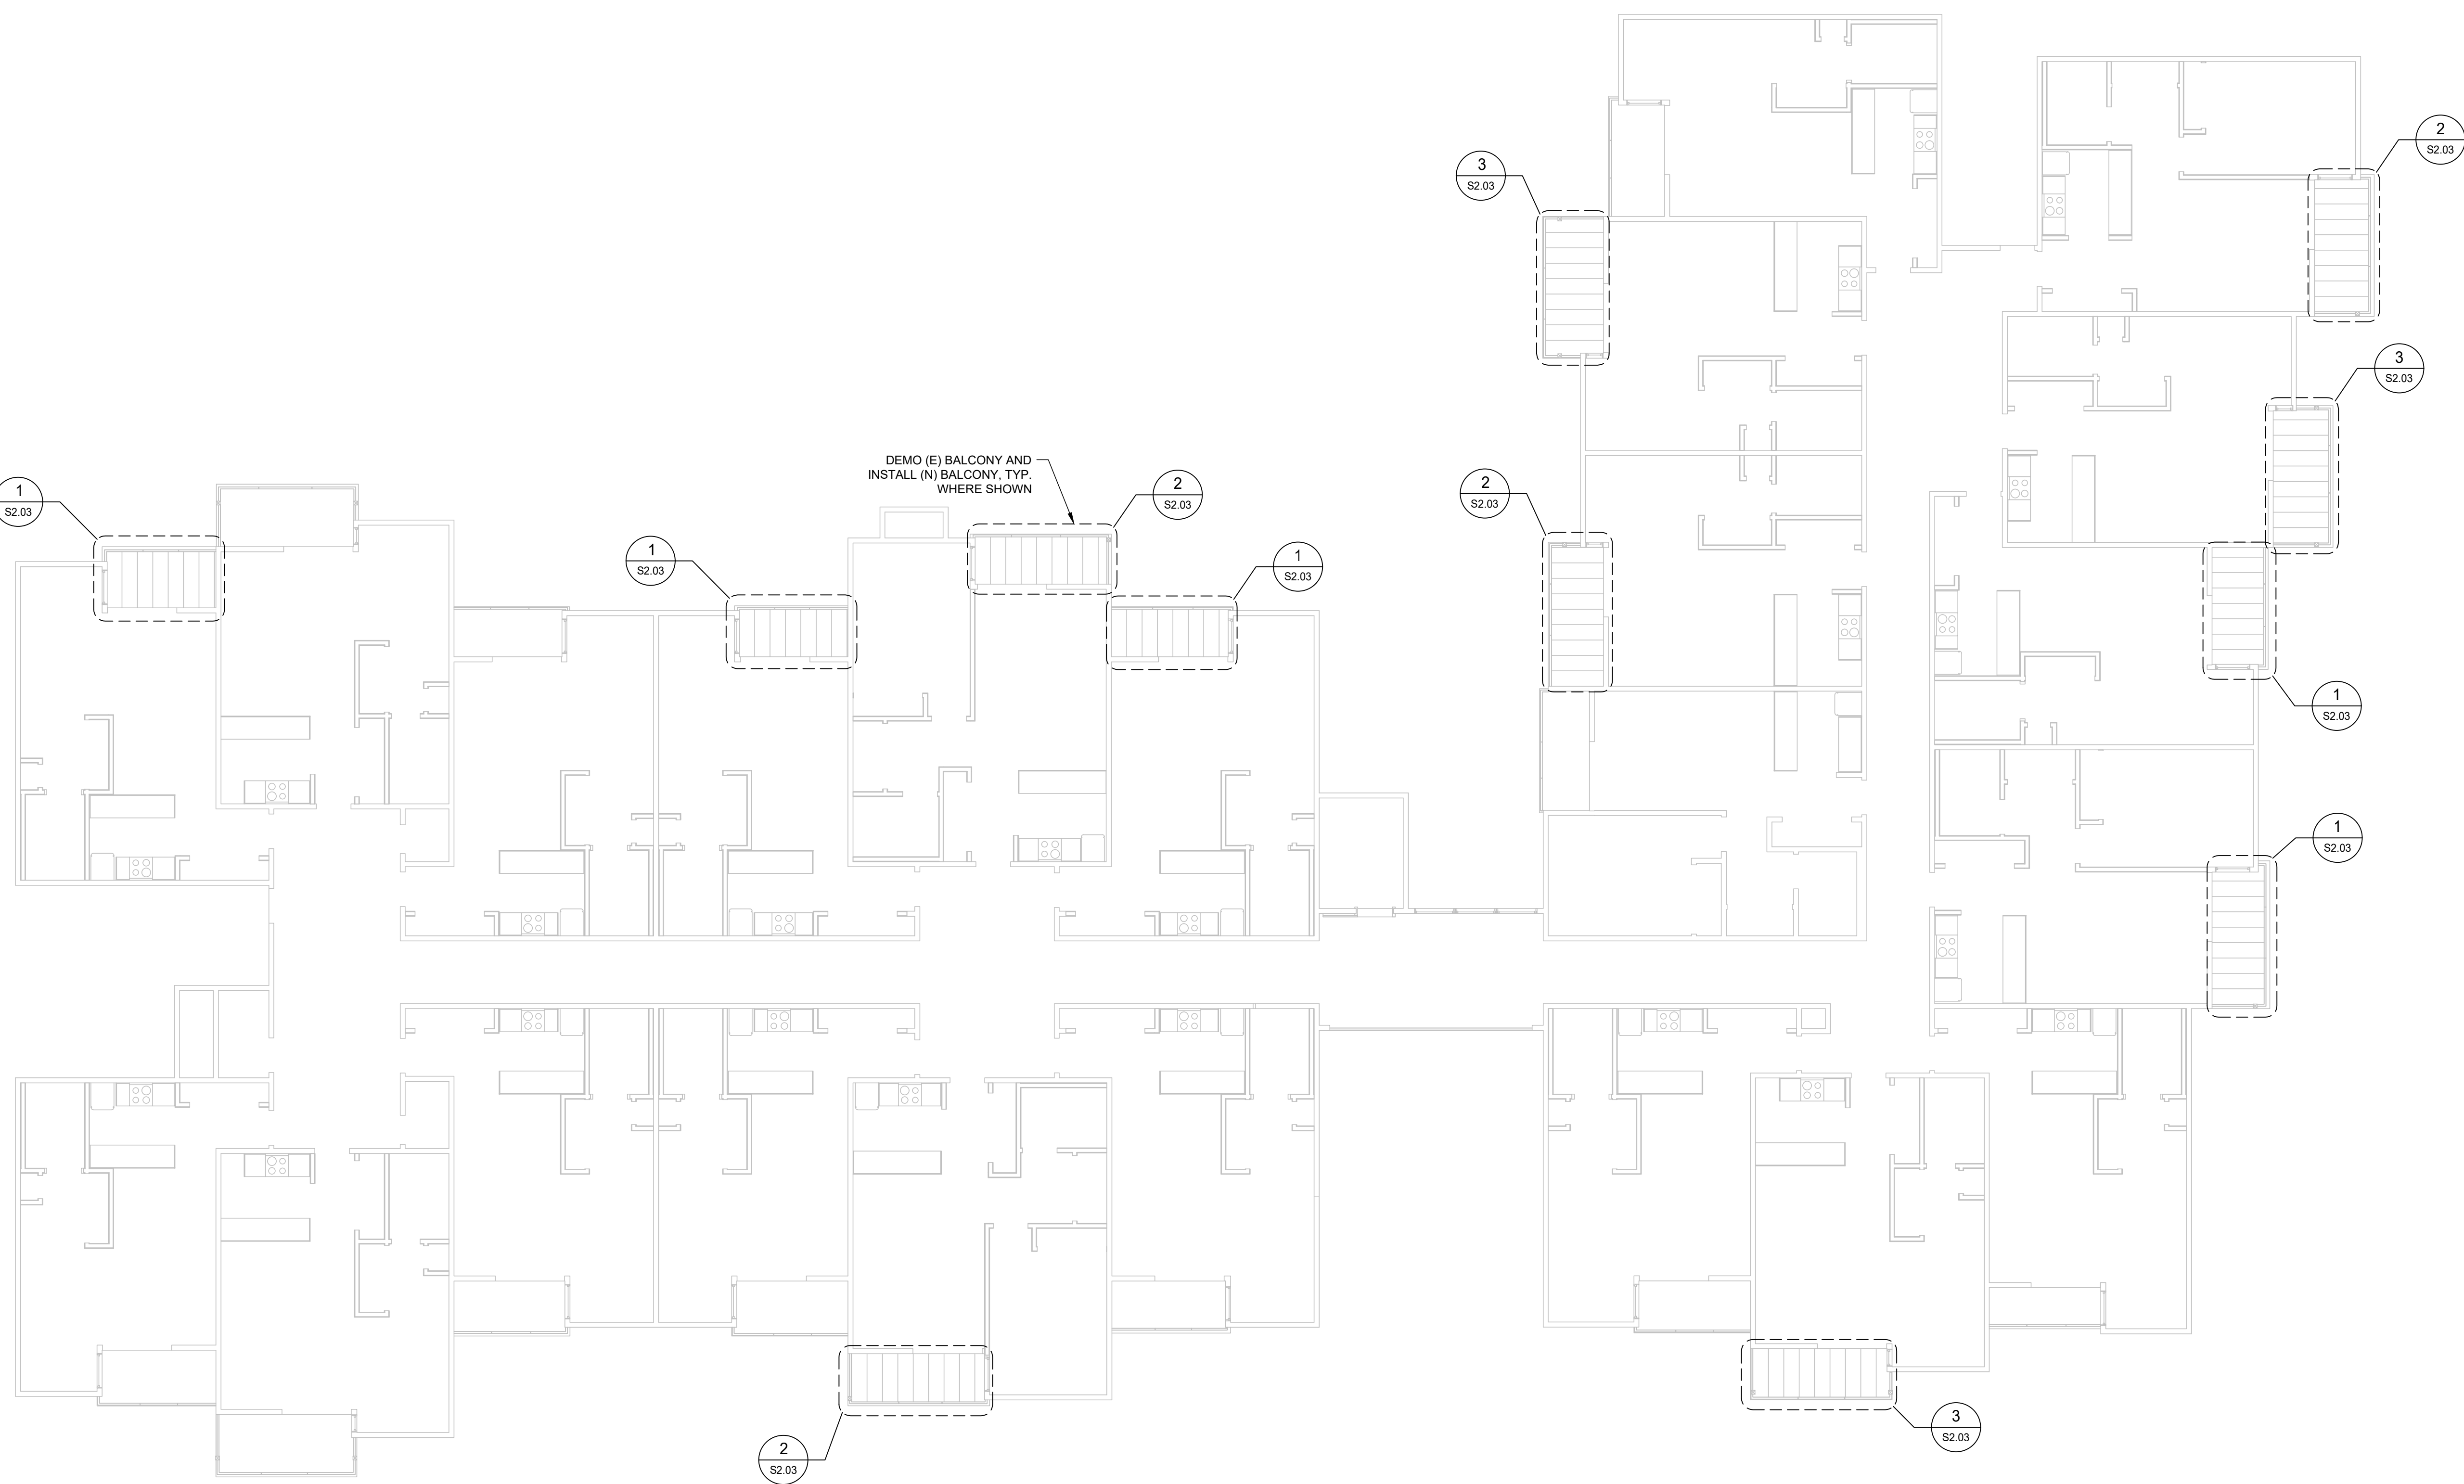 2
S2.03
3
S2.03
3
S2.03
DEMO (E) BALCONY AND
INSTALL (N) BALCONY, TYP.
WHERE SHOWN
1
S2.03
2
S2.03
2
S2.03
1
S2.03
1
S2.03
1
S2.03
1
S2.03
3
S2.03
2
S2.03